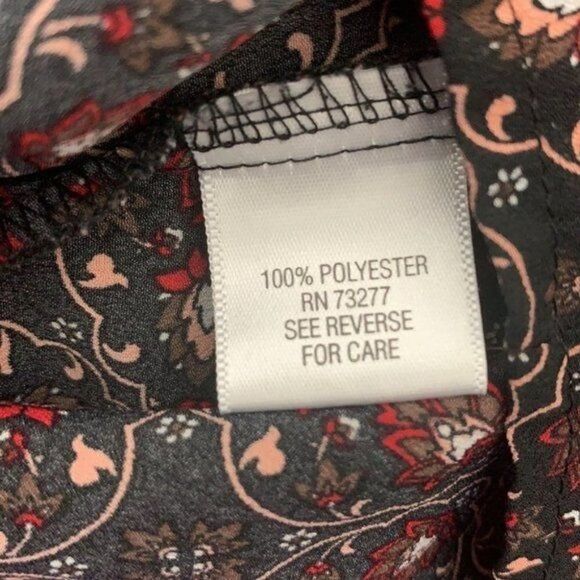 100% POLYESTER
RN 73277
SEE REVERSE
FOR CARE